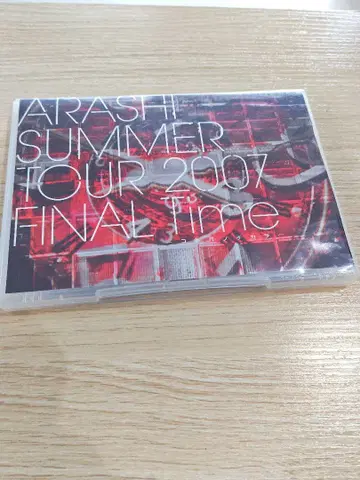 ARASHI
SUMMER
TOUR 2007
FINAL Time